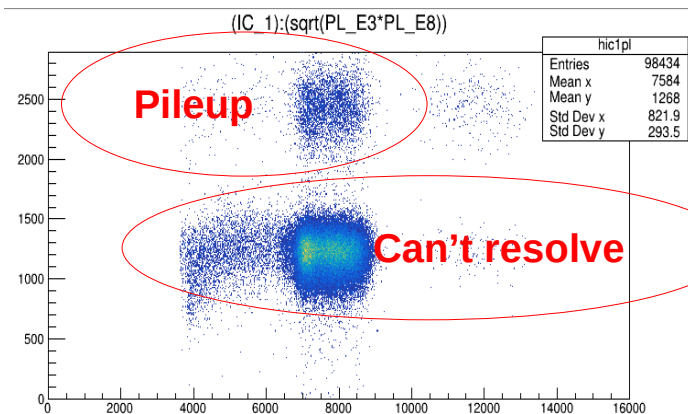 (IC_1):(sqrt(PL_E3*PL_E8))
hic1pl
Entries 98434
Mean x 7584
Mean y 1268
Std Dev x 821.9
Std Dev y 293.5
Pileup
Can't resolve
2500
2000
1500
1000
500
0
0 2000 4000 6000 8000 10000 12000 14000 16000